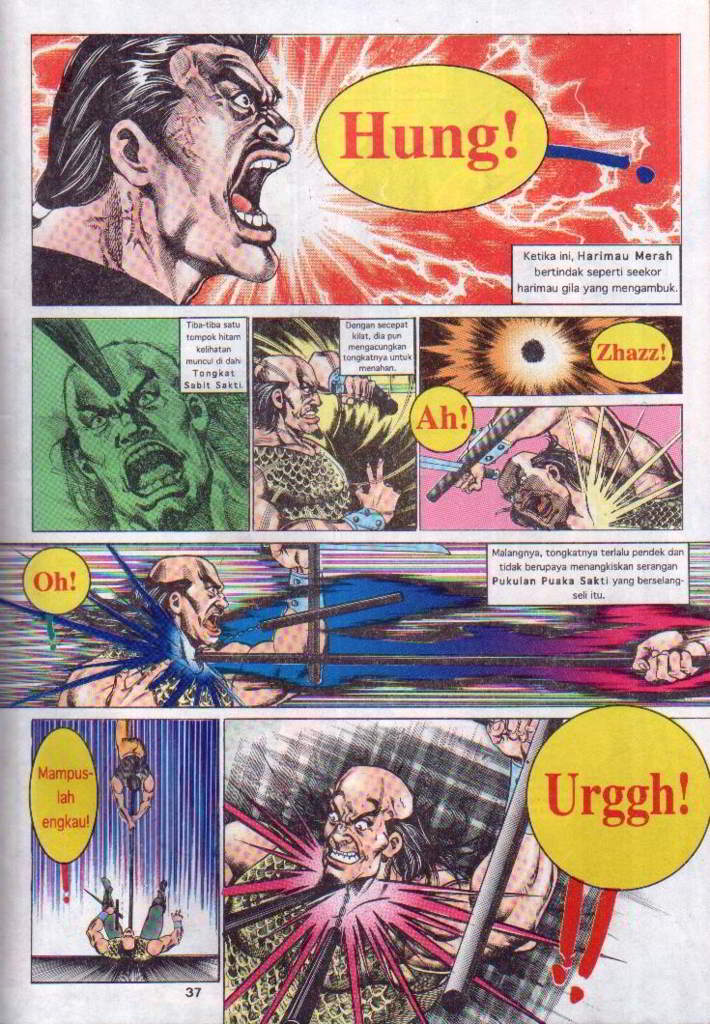 Hung!
Ketika ini, Harimau Merah
bertindak seperti seekor
harimau gila yang mengambuk.
Tiba-tiba satu
tompok hitam
kelihatan
muncul di dahi
Tongkat
Sabit Sakti.
Dengan secepat
kilat, dia pun
mengacungkan
tongkatnya untuk
menahan.
Zhazz!
Ah!
Oh!
Malangnya, tongkatnya terlalu pendek dan
tidak berupaya menangkiskan serangan
Pukulan Puaka Sakti yang berselang-
seli itu.
Mampus-
lah
engkau!
Urggh!
37